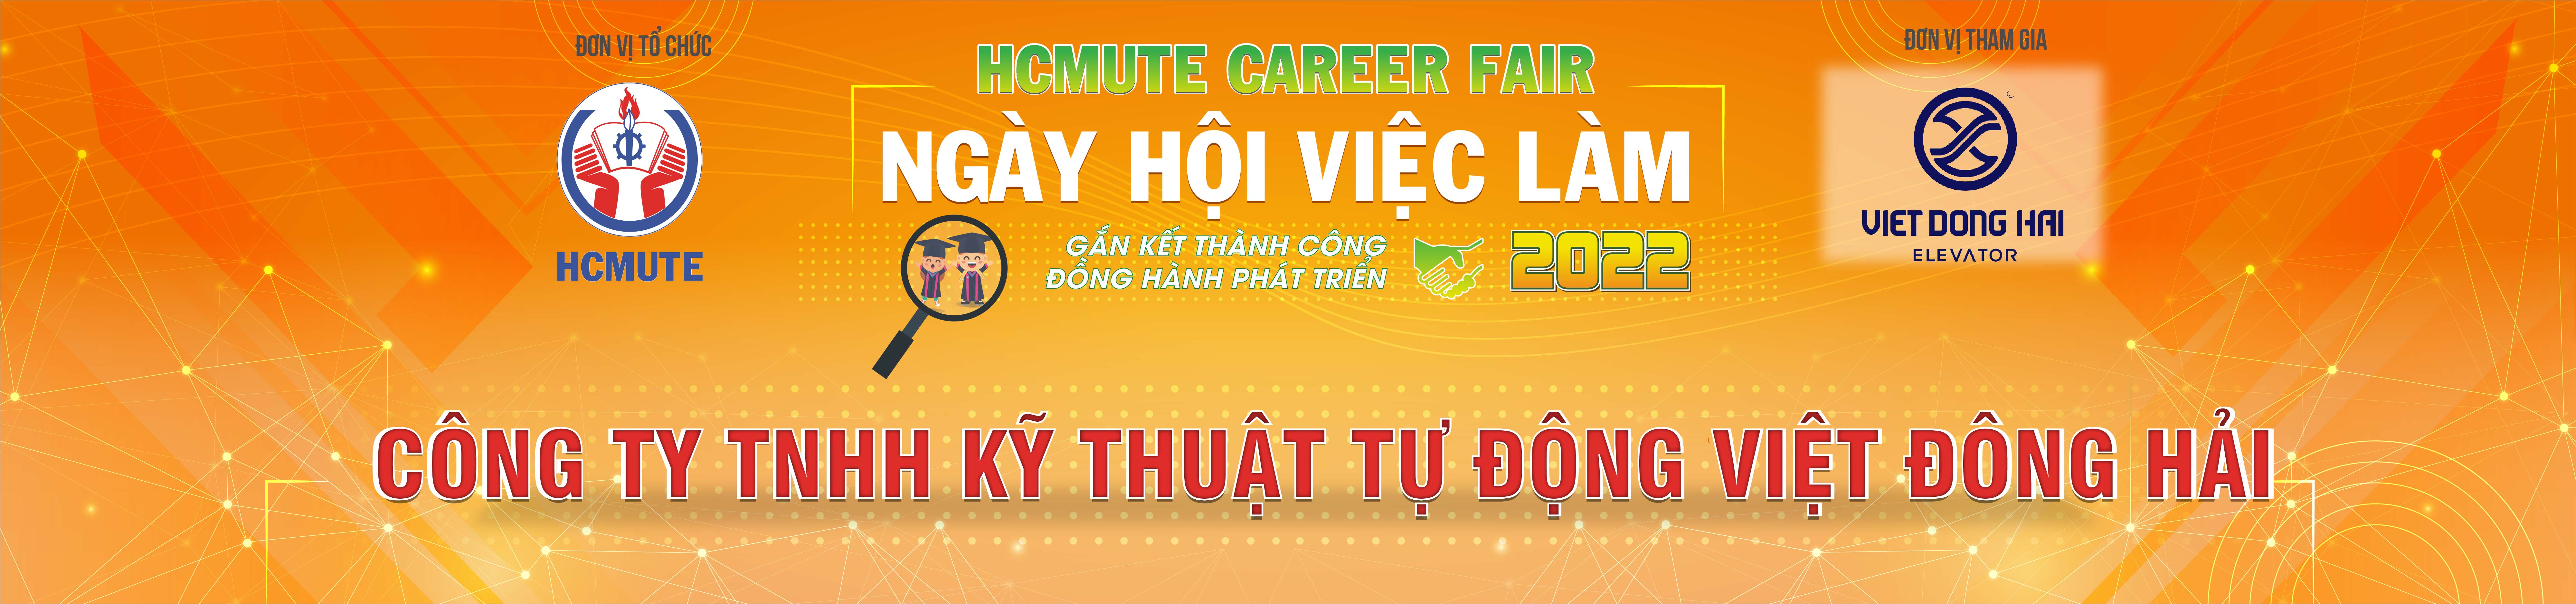 ĐƠN VỊ TỔ CHỨC
HCMUTE
HCMUTE CAREER FAIR
NGÀY HỘI VIỆC LÀM
GẮN KẾT THÀNH CÔNG
ĐỒNG HÀNH PHÁT TRIỂN
2022
ĐƠN VỊ THAM GIA
VIET DONG HAI
ELEVATOR
CÔNG TY TNHH KỸ THUẬT TỰ ĐỘNG VIỆT ĐÔNG HẢI